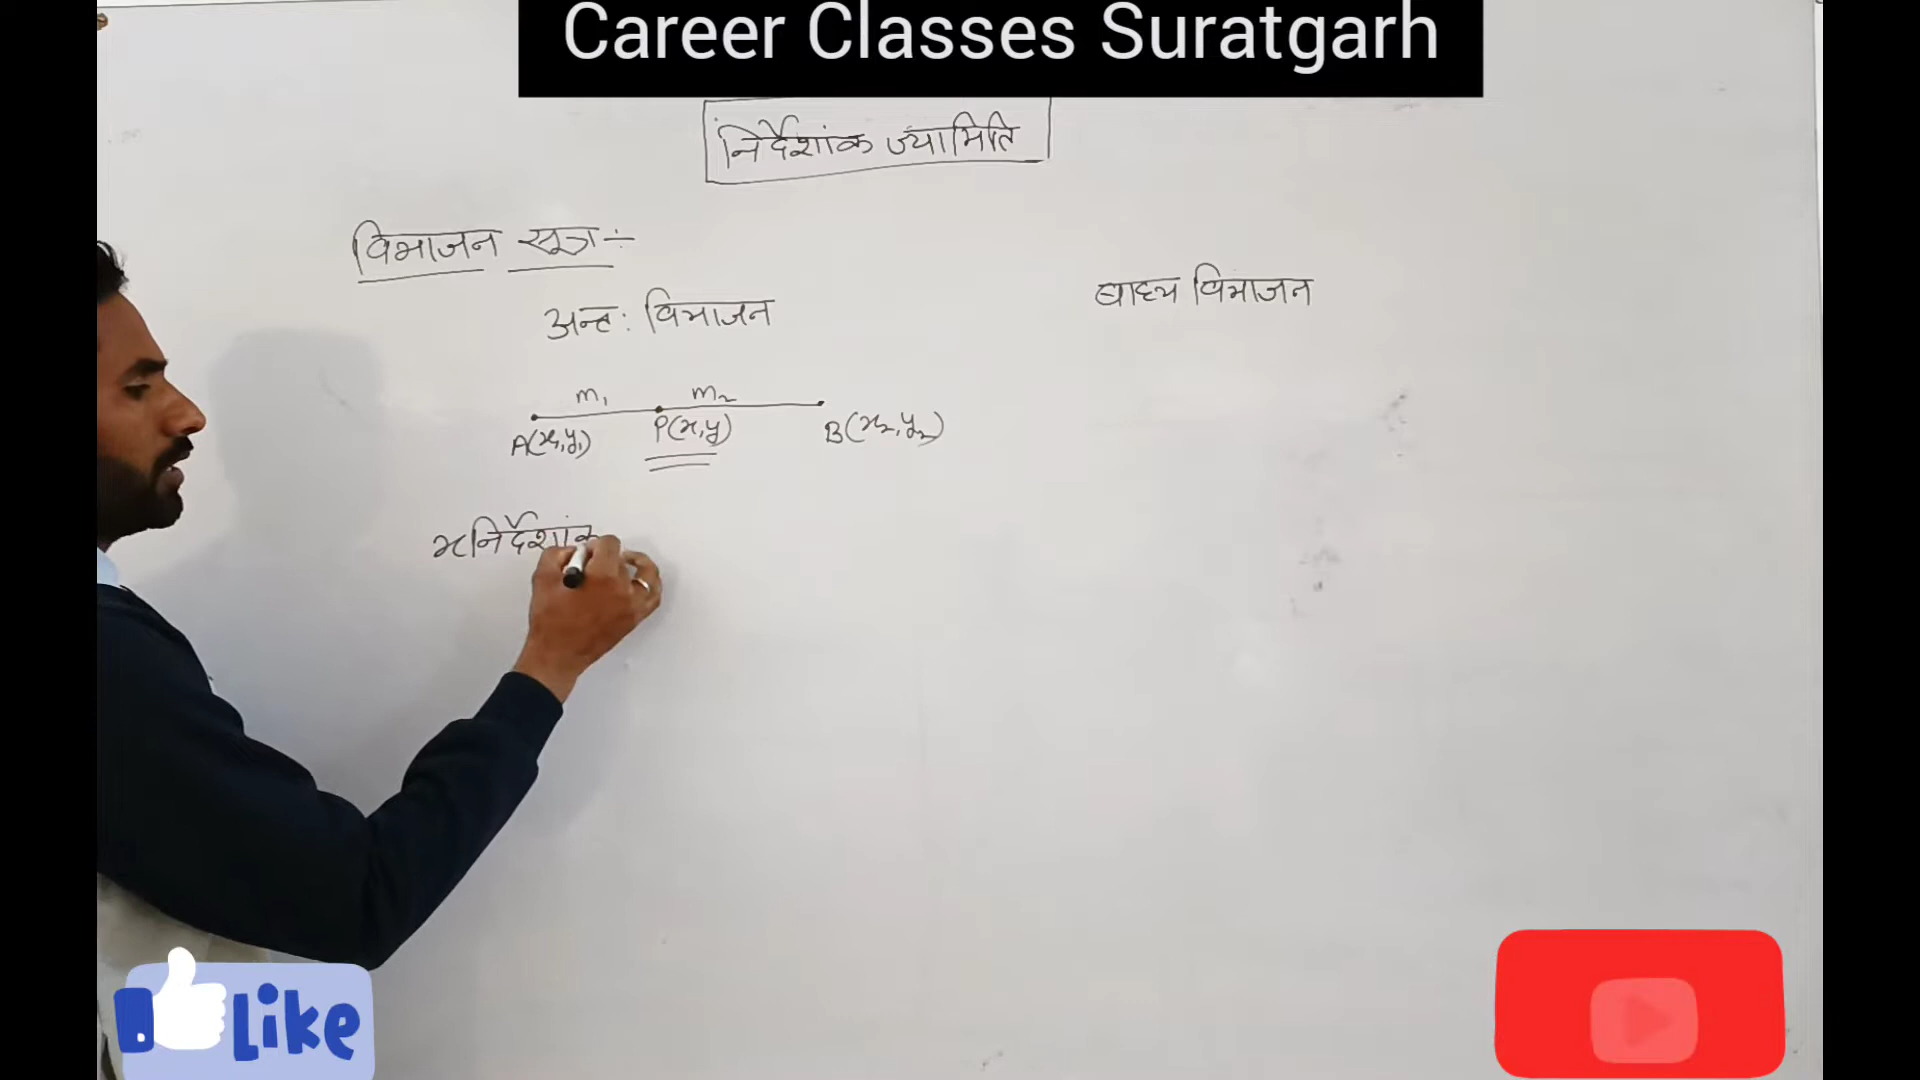 Career Classes Suratgarh
निर्देशांक ज्यामिति
विभाजन सूत्र ÷
अन्त: विभाजन
बाह्य विभाजन
m₁ m₂
A(x₁,y₁) P(x,y) B(x₂,y₂)
x निर्देशांक
Like